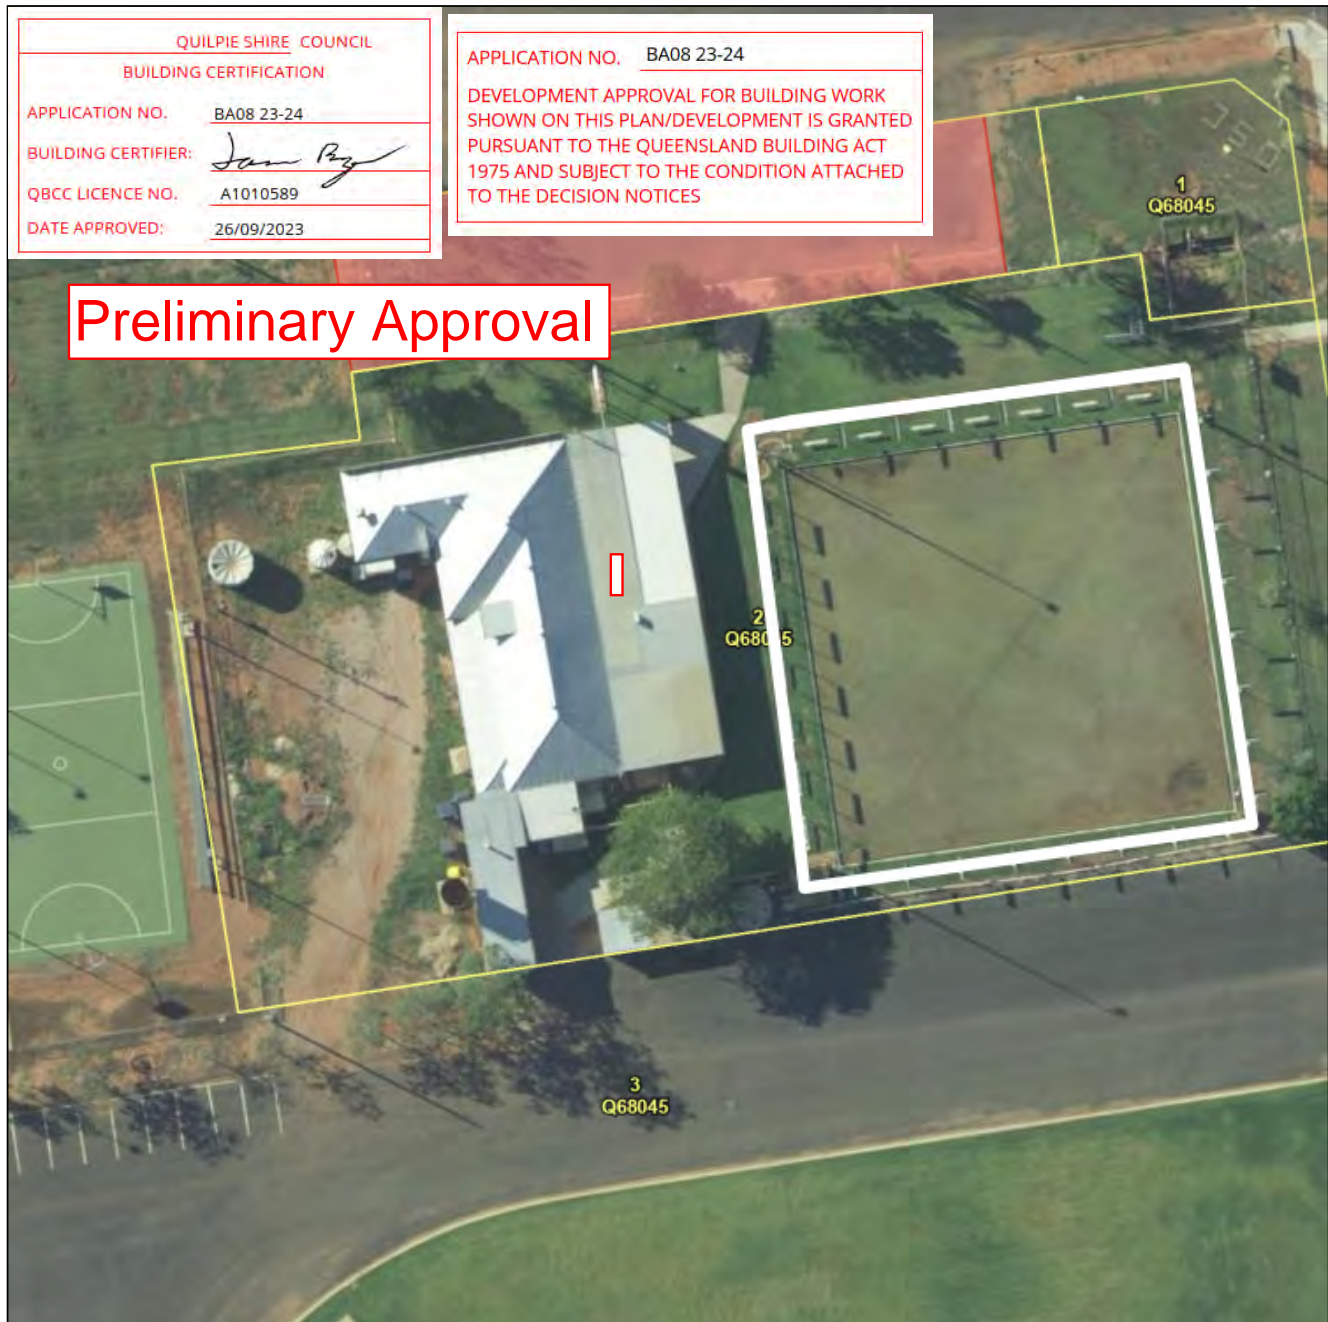 QUILPIE SHIRE COUNCIL
BUILDING CERTIFICATION
APPLICATION NO. BA08 23-24
BUILDING CERTIFIER:
QBCC LICENCE NO. A1010589
DATE APPROVED: 26/09/2023
APPLICATION NO. BA08 23-24
DEVELOPMENT APPROVAL FOR BUILDING WORK
SHOWN ON THIS PLAN/DEVELOPMENT IS GRANTED
PURSUANT TO THE QUEENSLAND BUILDING ACT
1975 AND SUBJECT TO THE CONDITION ATTACHED
TO THE DECISION NOTICES
Preliminary Approval
1
Q68045
2
Q68045
3
Q68045